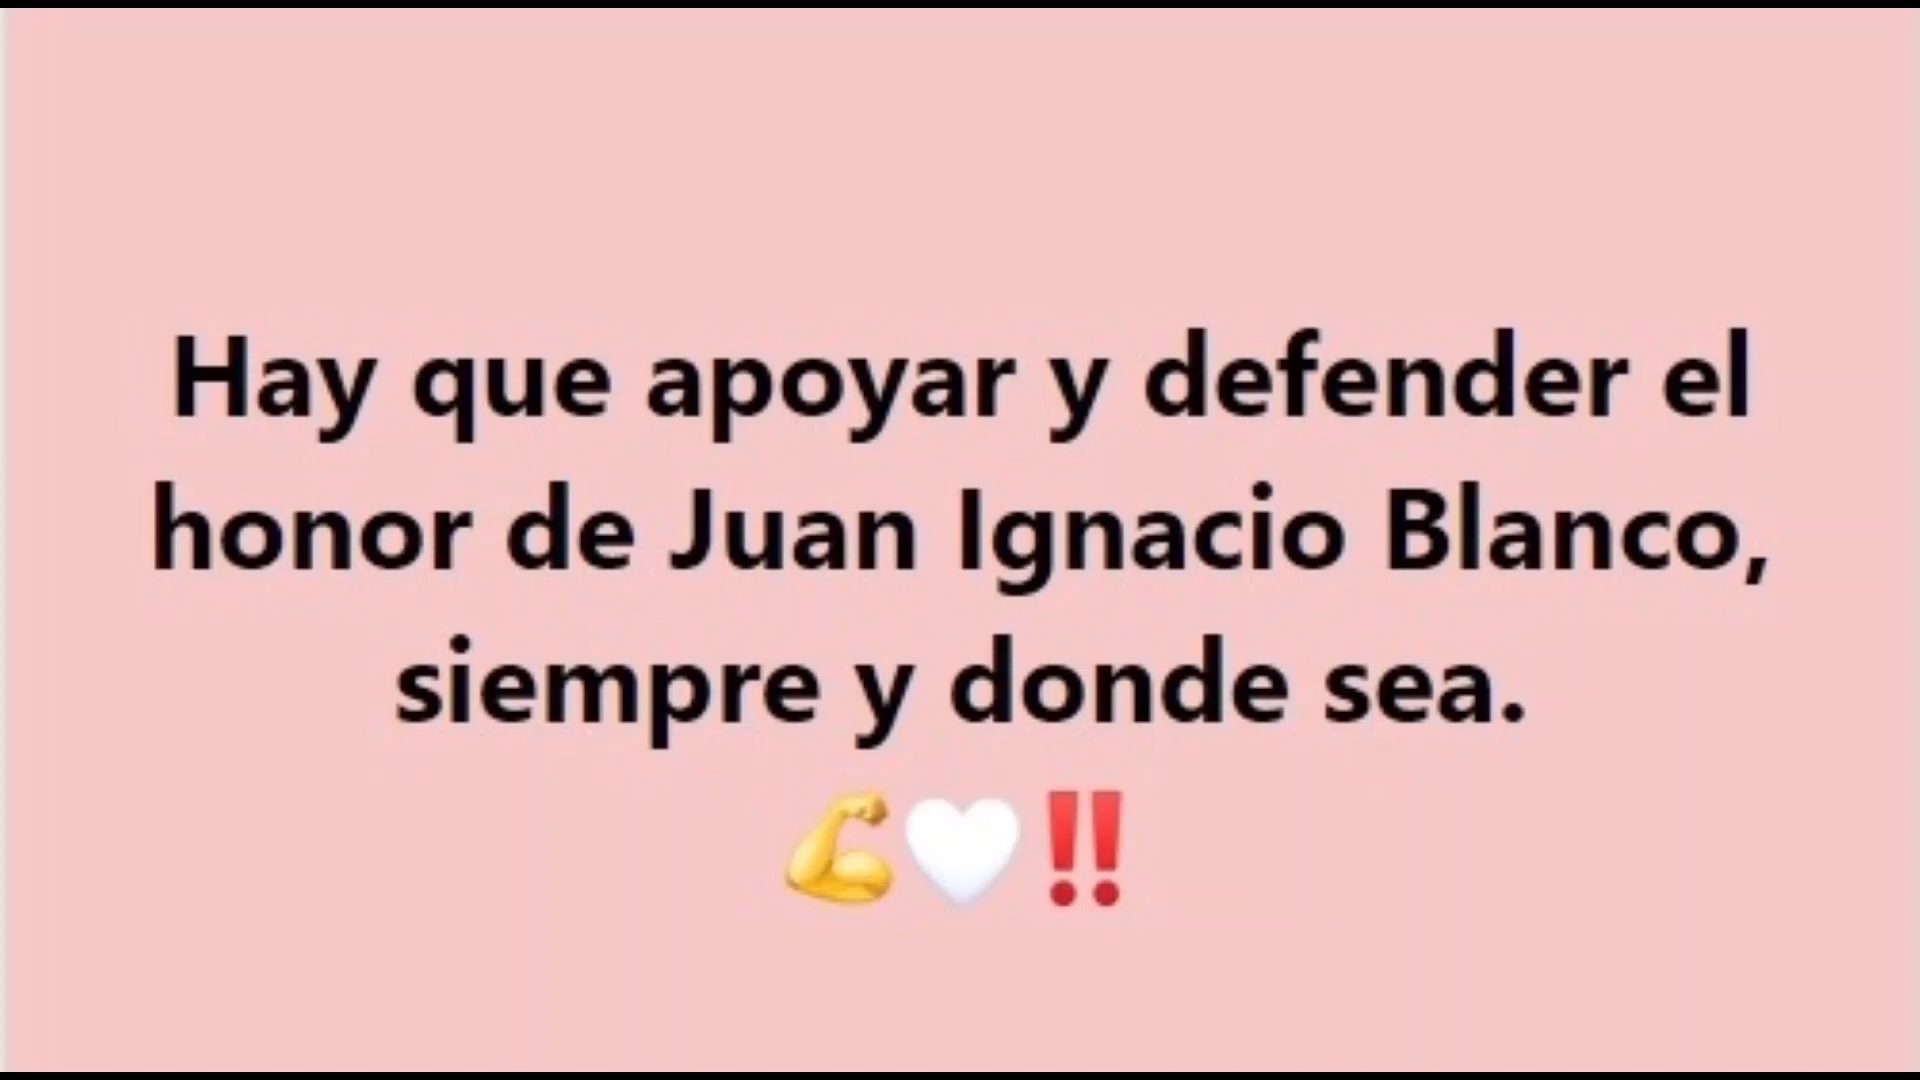 Hay que apoyar y defender el
honor de Juan Ignacio Blanco,
siempre y donde sea.
💪🤍‼️